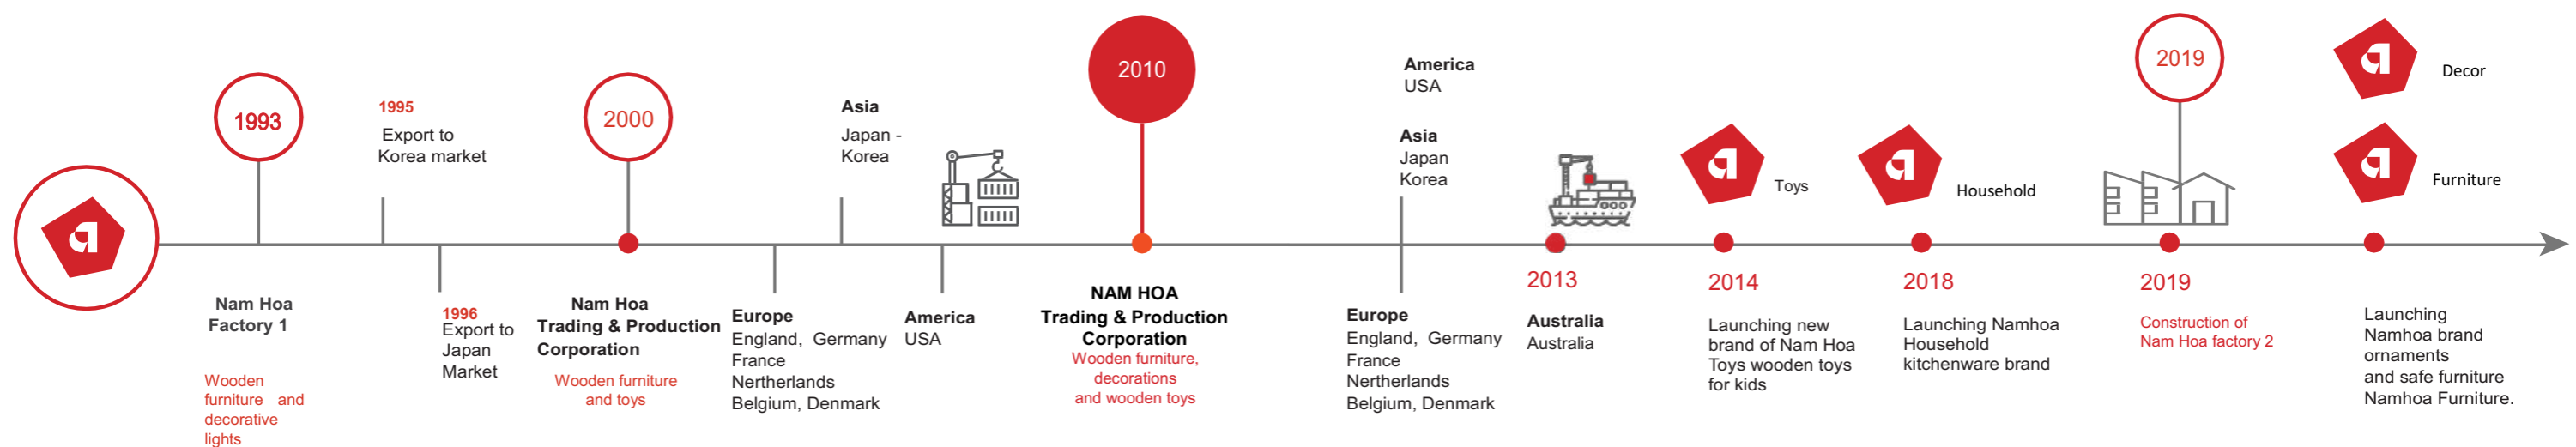 1993
Nam Hoa
Factory 1
Wooden
furniture and
decorative
lights
1995
Export to
Korea market
1996
Export to
Japan
Market
2000
Nam Hoa
Trading & Production
Corporation
Wooden furniture
and toys
Europe
England, Germany
France
Nertherlands
Belgium, Denmark
Asia
Japan -
Korea
America
USA
2010
NAM HOA
Trading & Production
Corporation
Wooden furniture,
decorations
and wooden toys
America
USA
Asia
Japan
Korea
Europe
England, Germany
France
Nertherlands
Belgium, Denmark
2013
Australia
Australia
Toys
2014
Launching new
brand of Nam Hoa
Toys wooden toys
for kids
Household
2018
Launching Namhoa
Household
kitchenware brand
2019
2019
Construction of
Nam Hoa factory 2
Decor
Furniture
Launching
Namhoa brand
ornaments
and safe furniture
Namhoa Furniture.